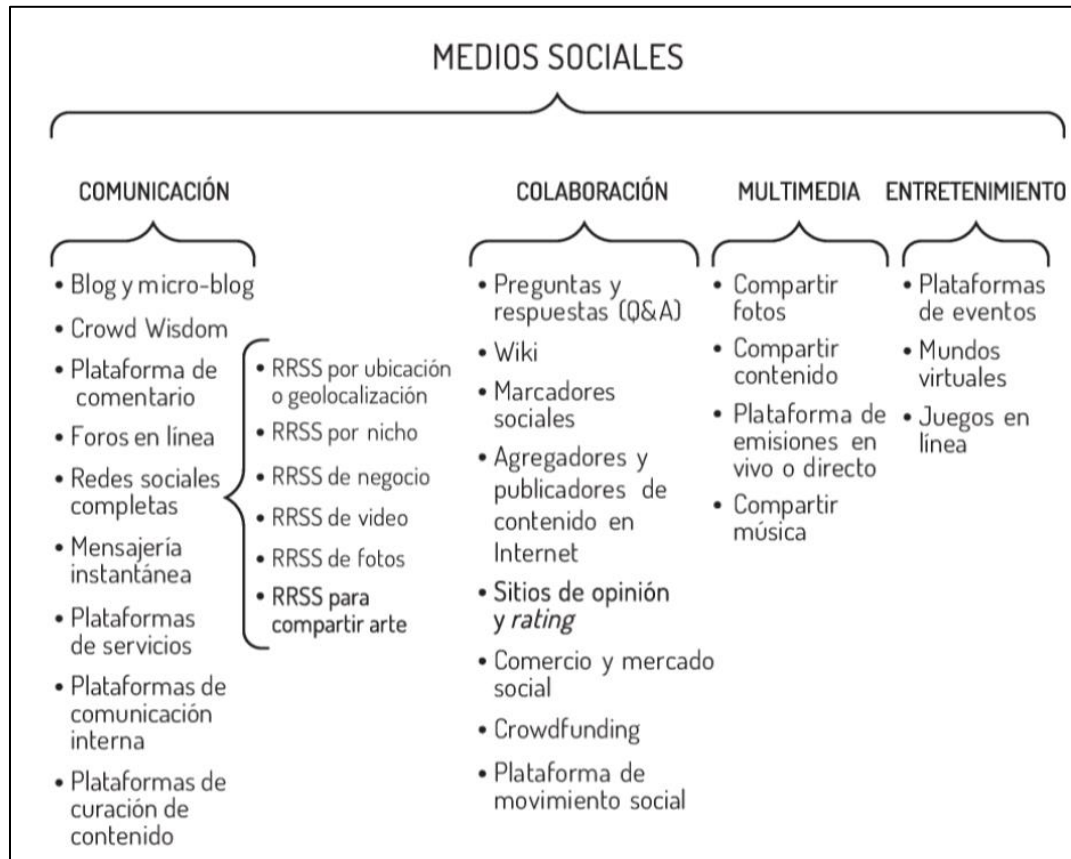 MEDIOS SOCIALES
COMUNICACIÓN
• Blog y micro-blog
• Crowd Wisdom
• Plataforma de
comentario
• Foros en línea
• Redes sociales
completas
• Mensajería
instantánea
• Plataformas
de servicios
• Plataformas de
comunicación
interna
• Plataformas de
curación de
contenido
• RRSS por ubicación
o geolocalización
• RRSS por nicho
• RRSS de negocio
• RRSS de video
• RRSS de fotos
• RRSS para
compartir arte
COLABORACIÓN
• Preguntas y
respuestas (Q&A)
• Wiki
• Marcadores
sociales
• Agregadores y
publicadores de
contenido en
Internet
• Sitios de opinión
y rating
• Comercio y mercado
social
• Crowdfunding
• Plataforma de
movimiento social
MULTIMEDIA
• Compartir
fotos
• Compartir
contenido
• Plataforma de
emisiones en
vivo o directo
• Compartir
música
ENTRETENIMIENTO
• Plataformas
de eventos
• Mundos
virtuales
• Juegos en
línea